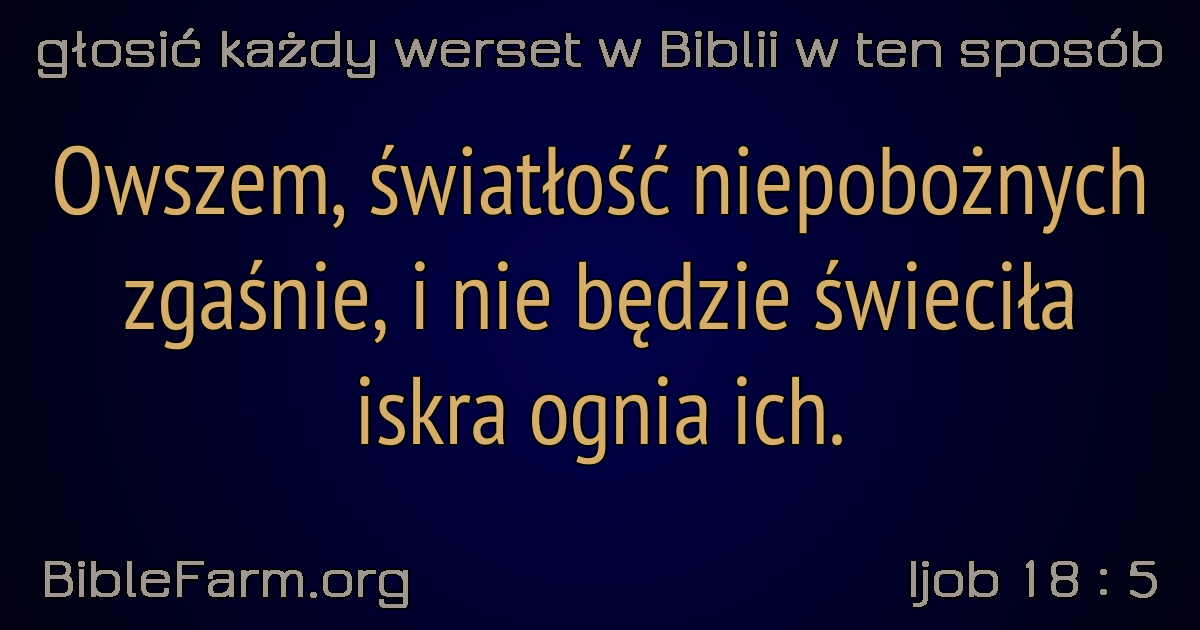 głosić każdy werset w Biblii w ten sposób
Owszem, światłość niepobożnych
zgaśnie, i nie będzie świeciła
iskra ognia ich.
BibleFarm.org
Ijob 18 : 5